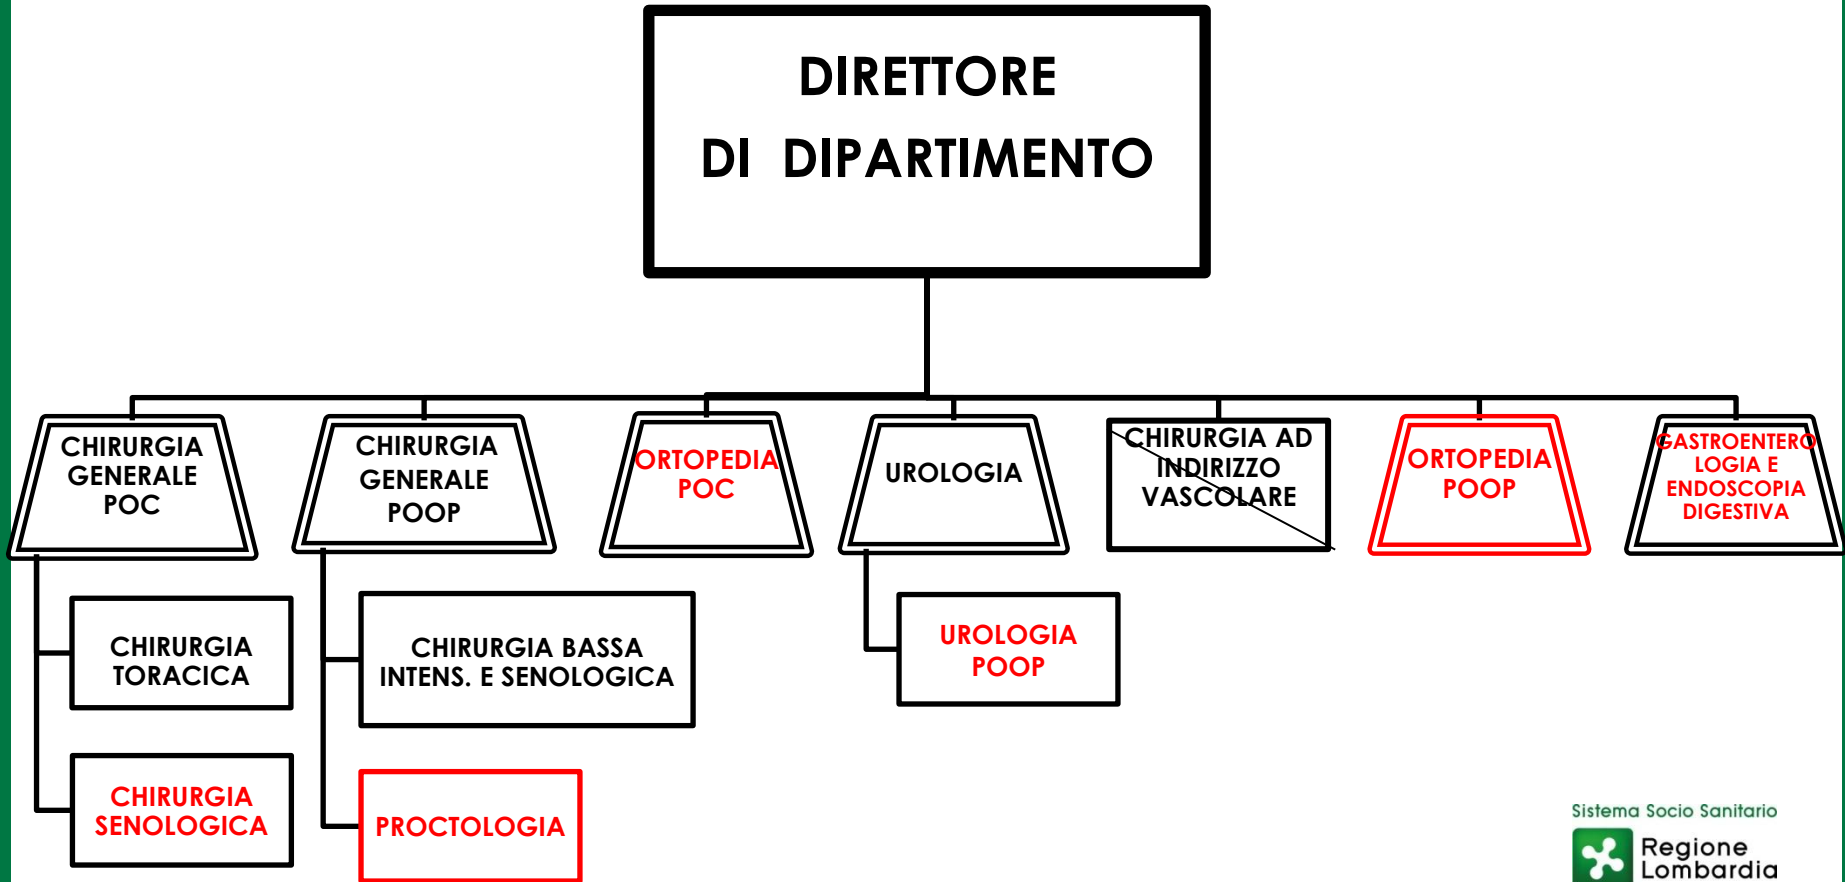 DIRETTORE
DI DIPARTIMENTO
CHIRURGIA
GENERALE
POC
CHIRURGIA
GENERALE
POOP
ORTOPEDIA
POC
UROLOGIA
CHIRURGIA AD
INDIRIZZO
VASCOLARE
ORTOPEDIA
POOP
GASTROENTERO
LOGIA E
ENDOSCOPIA
DIGESTIVA
CHIRURGIA
TORACICA
CHIRURGIA BASSA
INTENS. E SENOLOGICA
UROLOGIA
POOP
CHIRURGIA
SENOLOGICA
PROCTOLOGIA
Sistema Socio Sanitario
Regione
Lombardia